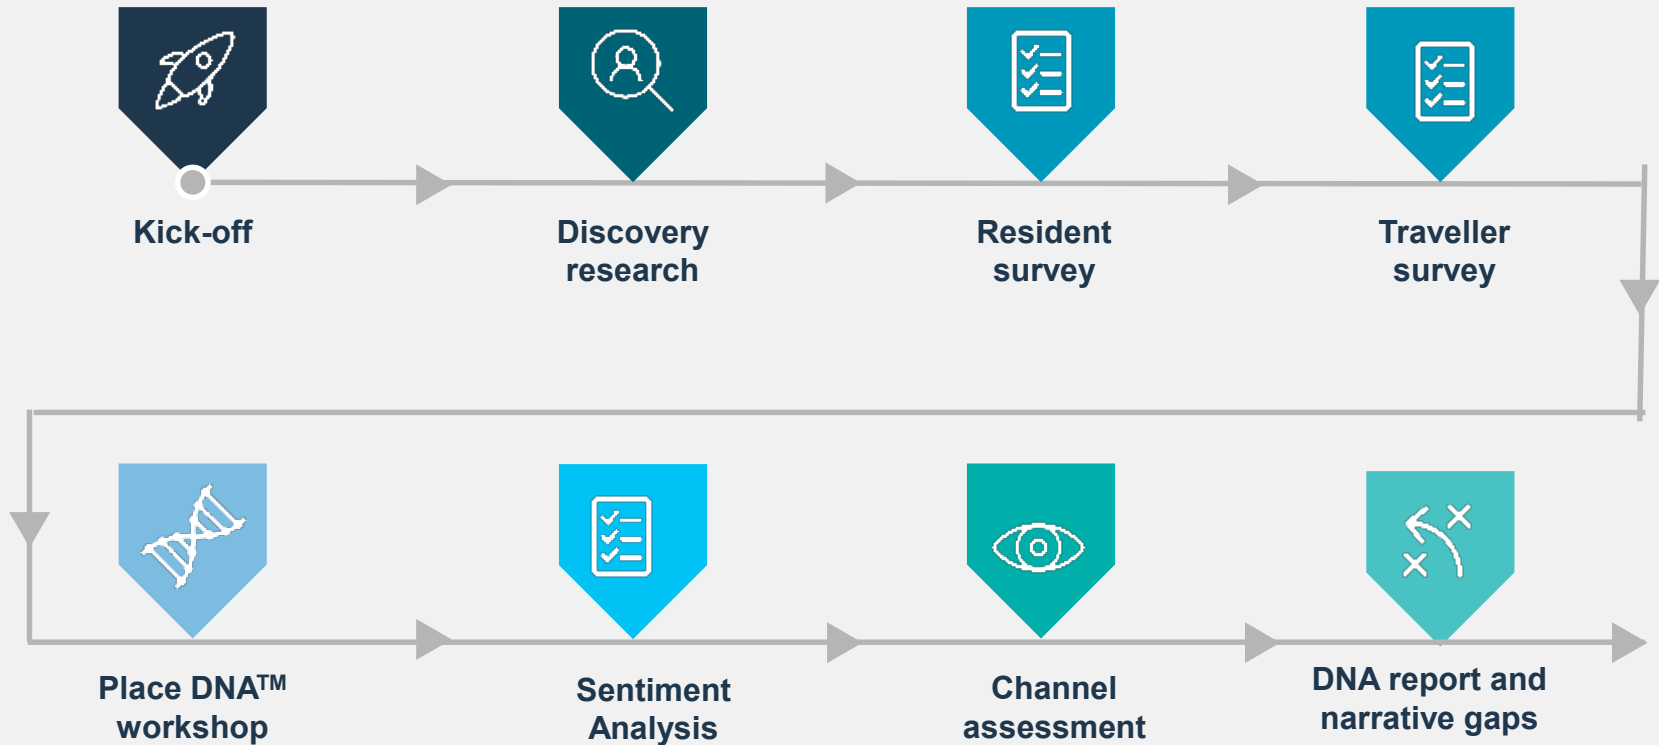 Kick-off
Discovery
research
Resident
survey
Traveller
survey
Place DNA™
workshop
Sentiment
Analysis
Channel
assessment
DNA report and
narrative gaps